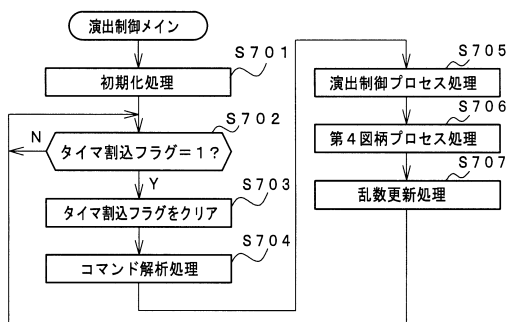 演出制御メイン
S701
初期化処理
S702
N
タイマ割込フラグ=1?
Y
S703
タイマ割込フラグをクリア
S704
コマンド解析処理
S705
演出制御プロセス処理
S706
第4図柄プロセス処理
S707
乱数更新処理